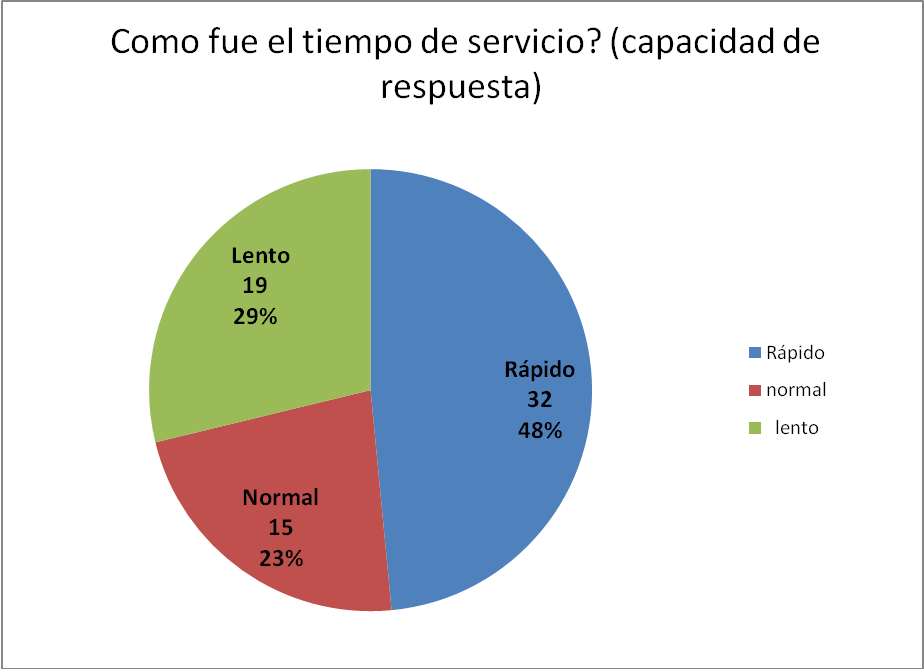 Como fue el tiempo de servicio? (capacidad de
respuesta)
Lento
19
29%
Rápido
32
48%
Normal
15
23%
Rápido
normal
lento